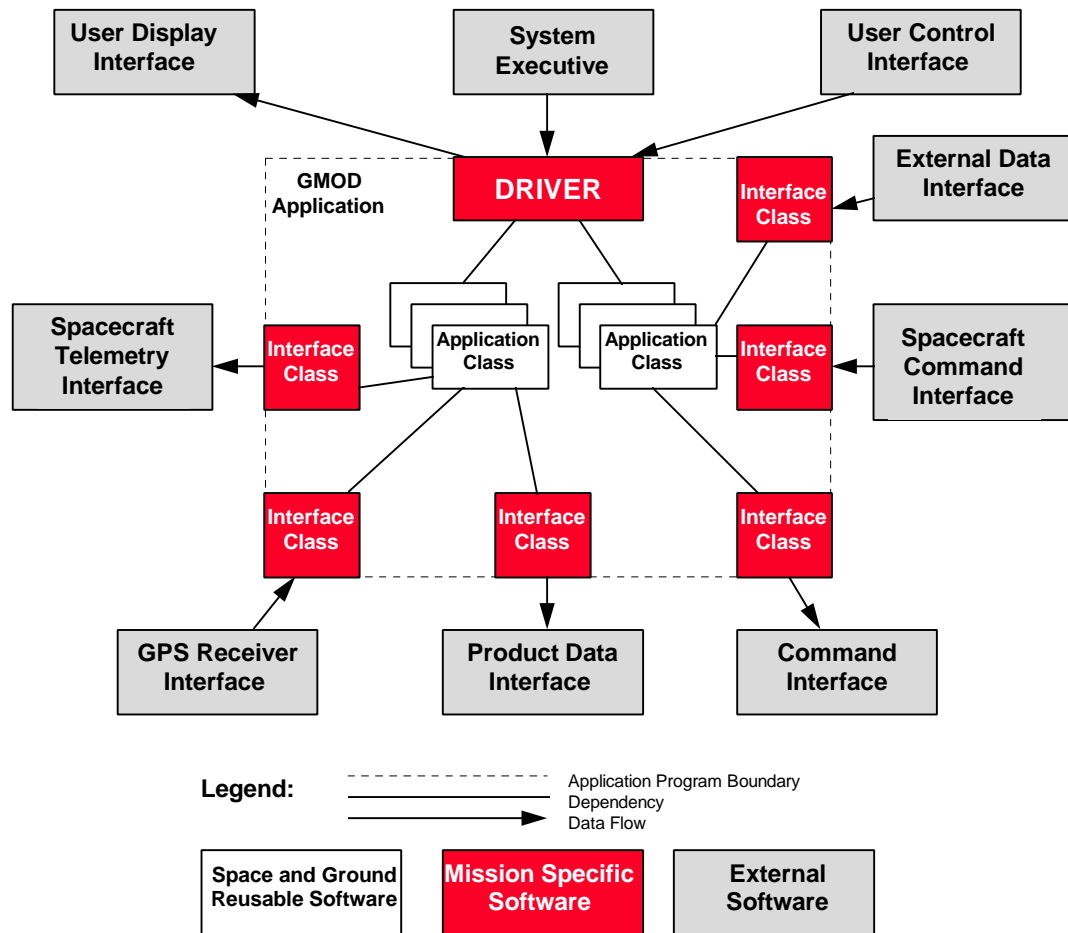 User Display
Interface
System
Executive
User Control
Interface
GMOD
Application
DRIVER
Interface
Class
External Data
Interface
Spacecraft
Telemetry
Interface
Interface
Class
Application
Class
Application
Class
Interface
Class
Spacecraft
Command
Interface
Interface
Class
Interface
Class
Interface
Class
GPS Receiver
Interface
Product Data
Interface
Command
Interface
Legend:
Application Program Boundary
Dependency
Data Flow
Space and Ground
Reusable Software
Mission Specific
Software
External
Software